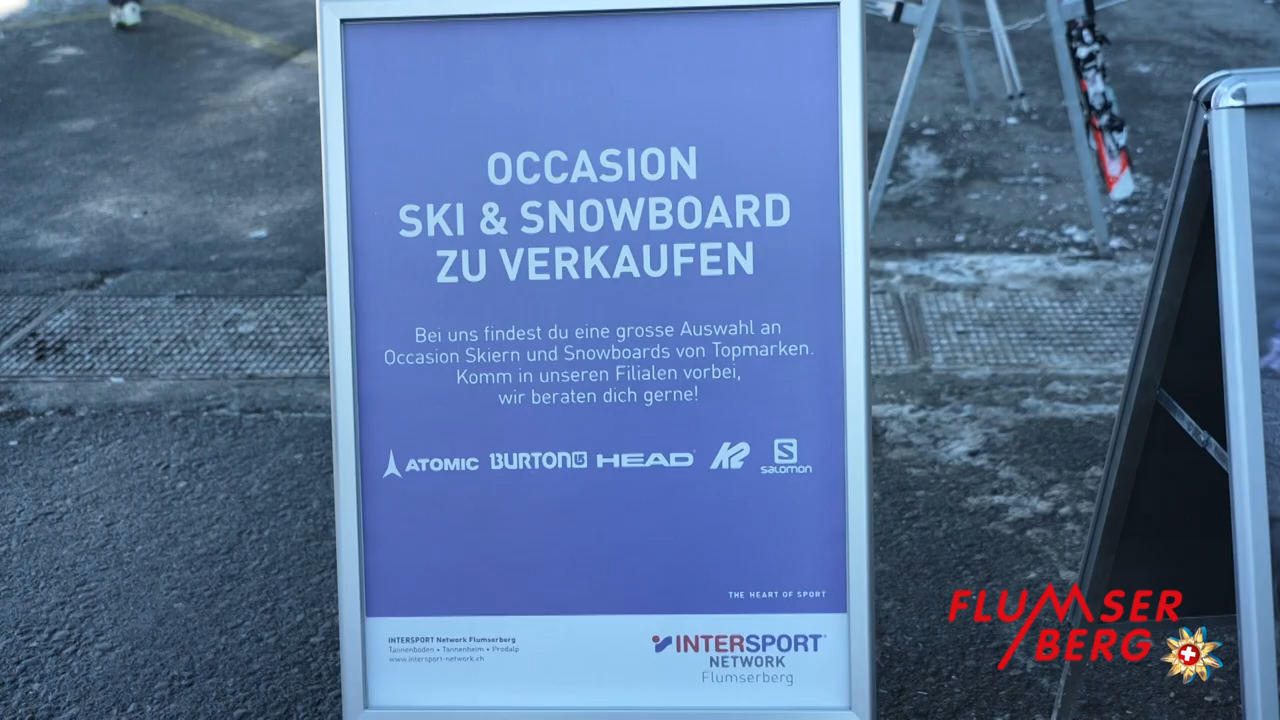 OCCASION
SKI & SNOWBOARD
ZU VERKAUFEN
Bei uns findest du eine grosse Auswahl an
Occasion Skiern und Snowboards von Topmarken.
Komm in unseren Filialen vorbei,
wir beraten dich gerne!
ATOMIC BURTON HEAD K2 S SALOMON
THE HEART OF SPORT
INTERSPORT Network Flumserberg
Tannenboden • Tannenheim • Prodalp
www.intersport-network.ch
INTERSPORT
NETWORK
Flumserberg
FLUMSER
BERG